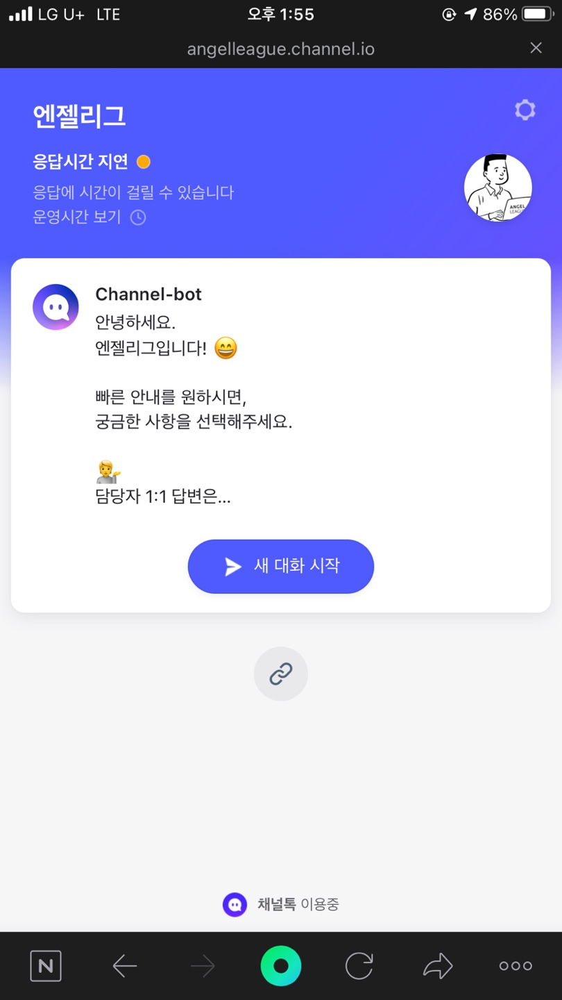 LG U+ LTE 오후 1:55 86%
angelleague.channel.io
엔젤리그
응답시간 지연
응답에 시간이 걸릴 수 있습니다
운영시간 보기
ANGEL
LEAGUE
Channel-bot
안녕하세요.
엔젤리그입니다! 😄
빠른 안내를 원하시면,
궁금한 사항을 선택해주세요.
💁
담당자 1:1 답변은...
새 대화 시작
채널톡 이용중
N